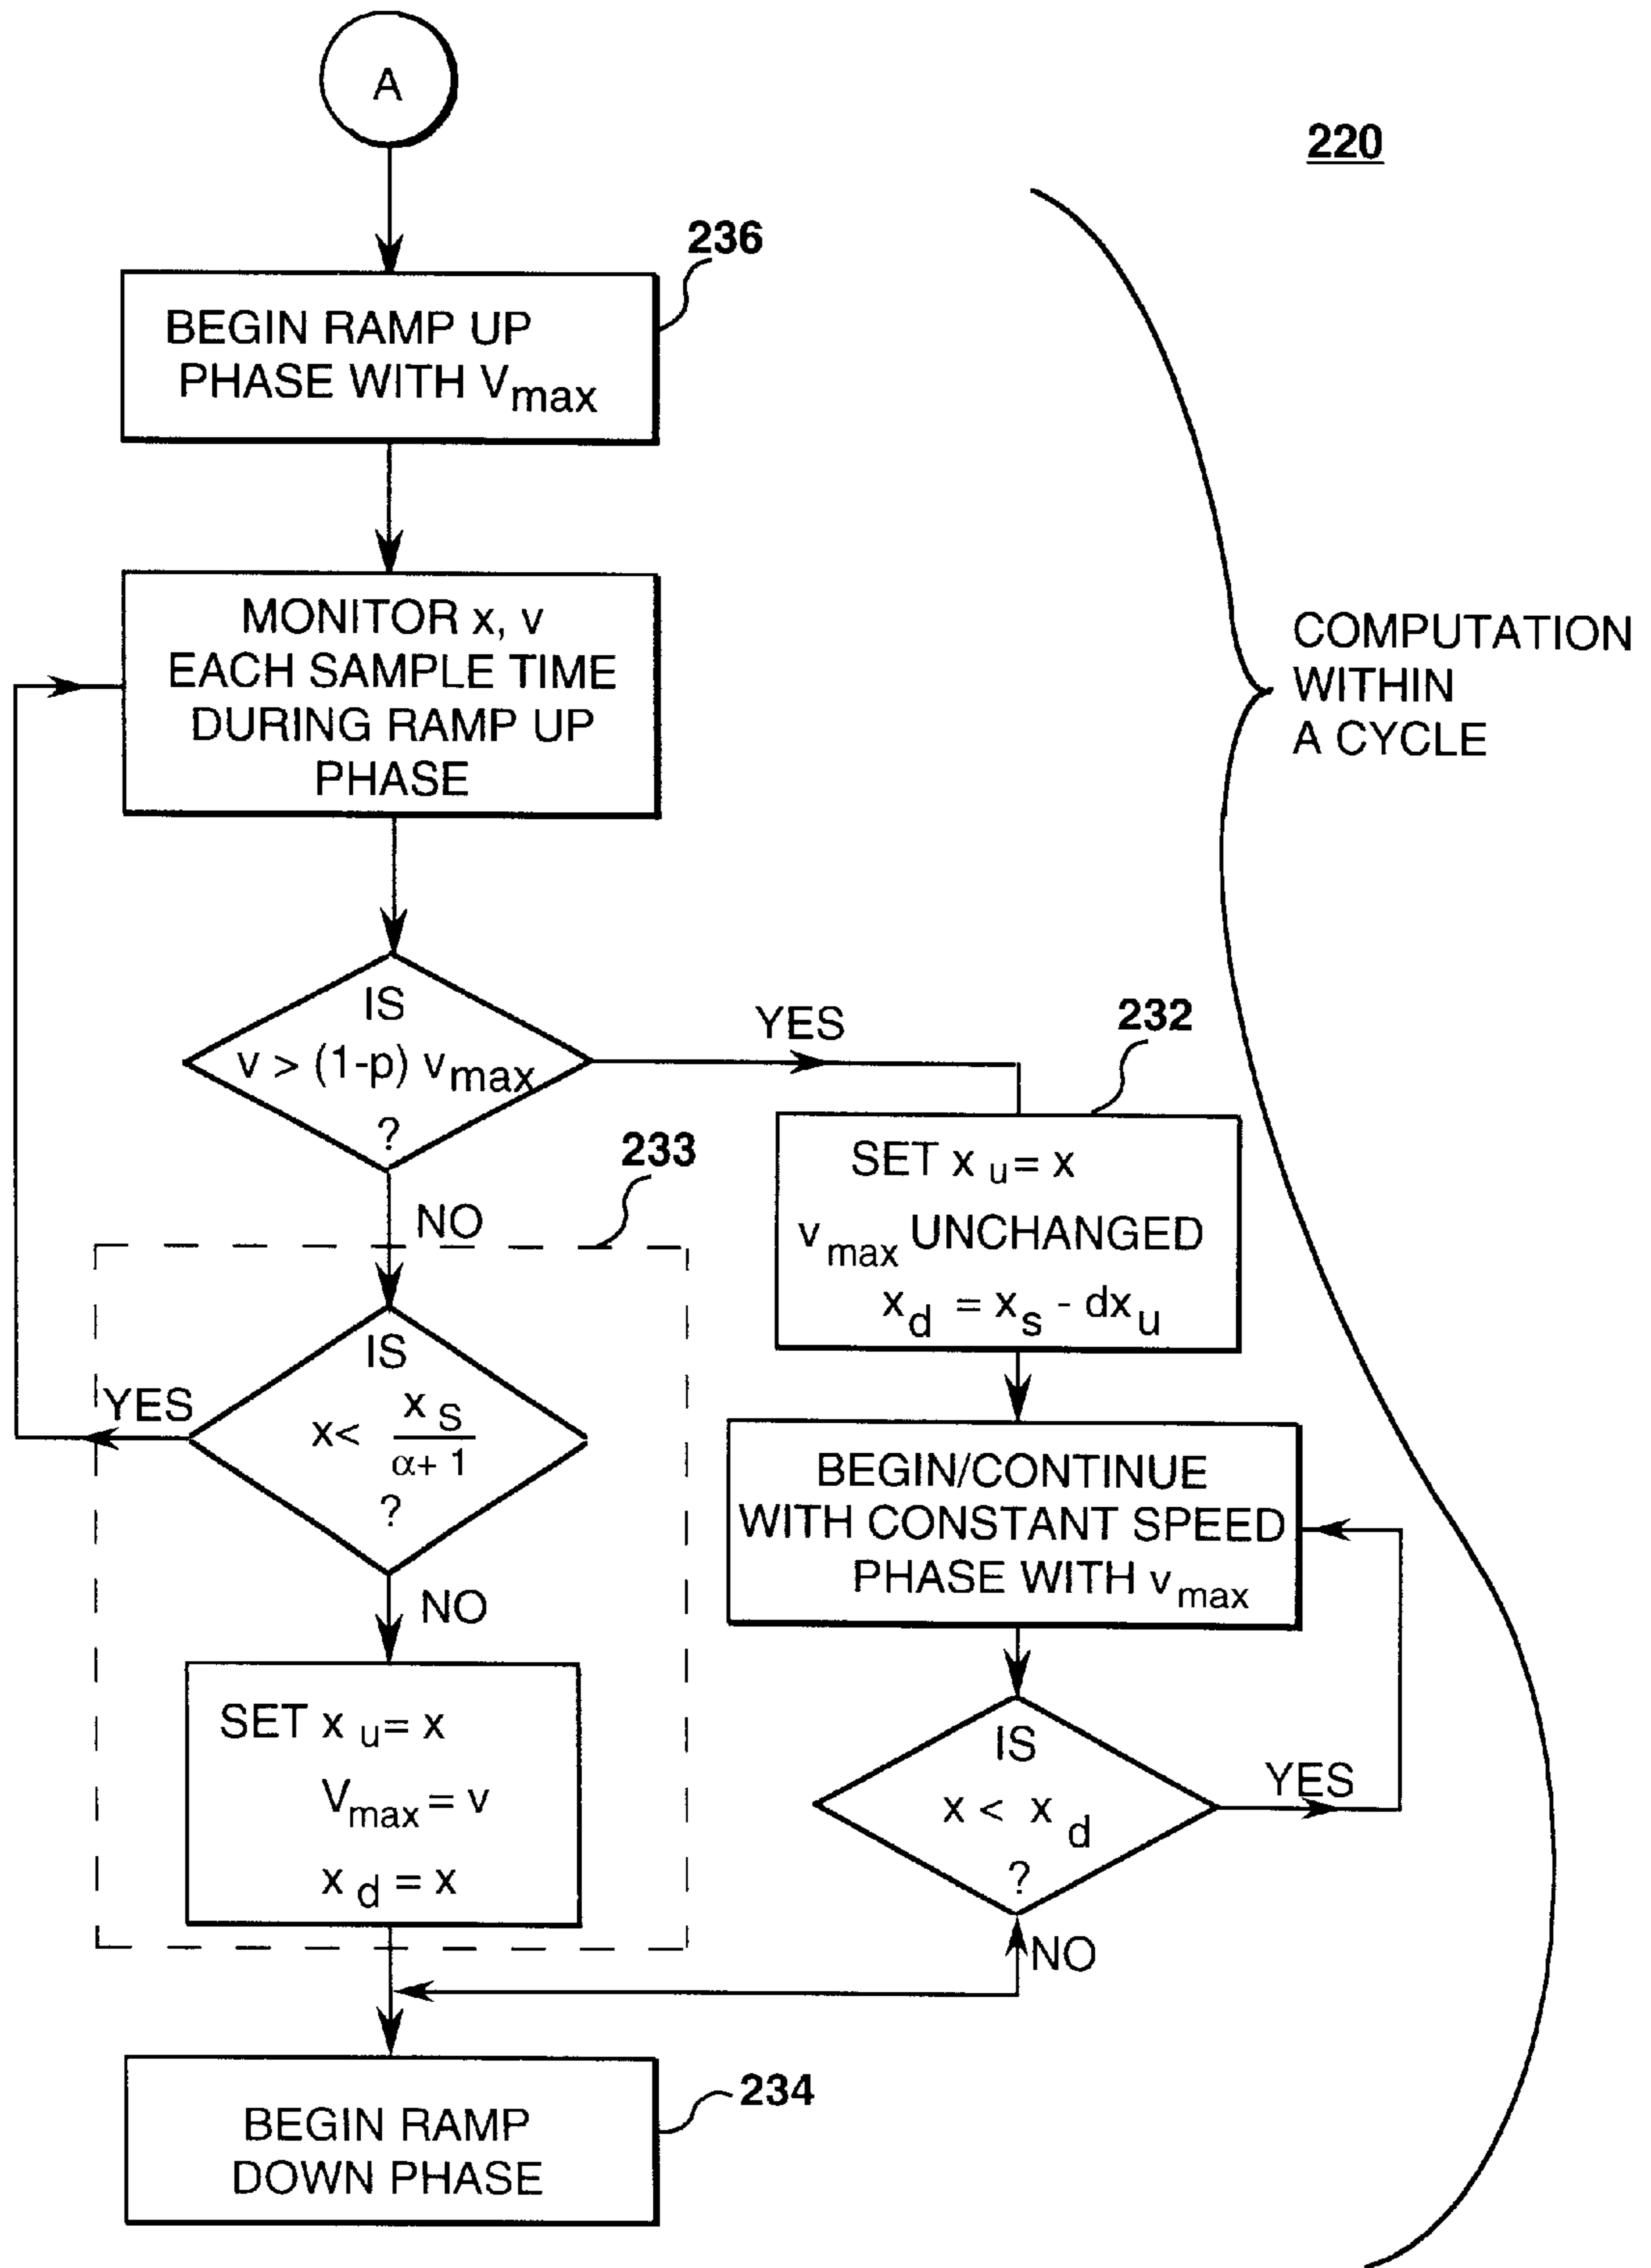 A
220
236
BEGIN RAMP UP
PHASE WITH Vmax
MONITOR x, v
EACH SAMPLE TIME
DURING RAMP UP
PHASE
COMPUTATION
WITHIN
A CYCLE
IS
v > (1-p) vmax
?
YES
232
SET xu = x
vmax UNCHANGED
xd = xs - dxu
NO
233
IS
x< xS
α+ 1
?
YES
BEGIN/CONTINUE
WITH CONSTANT SPEED
PHASE WITH vmax
NO
SET xu = x
Vmax = v
xd = x
IS
x < xd
?
YES
NO
234
BEGIN RAMP
DOWN PHASE